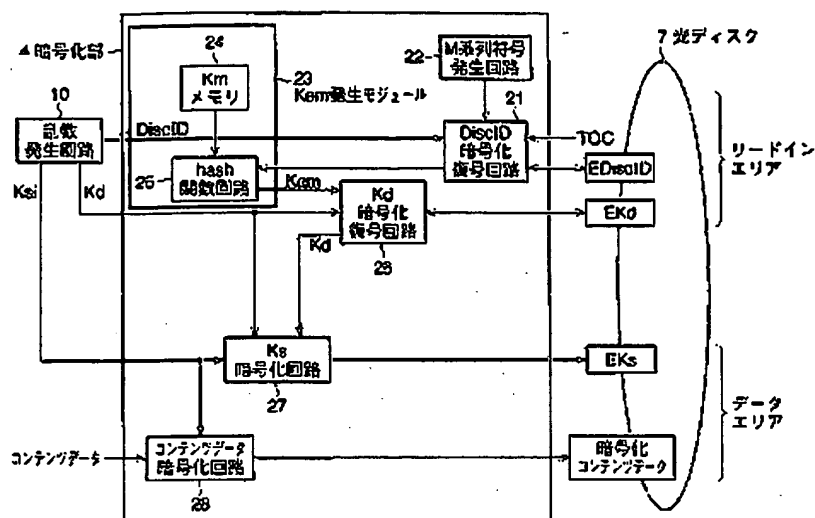 4 暗号化部
24
Km
メモリ
22
M系列符号
発生回路
7 光ディスク
23
Kem発生モジュール
10
乱数
発生回路
DiscID
21
DiscID
暗号化
復号回路
TOC
EDiscID
リードイン
エリア
hash
関数回路
Kem
Ksi
Kd
Kd
暗号化
復号回路
EKd
Kd
Ks
暗号化回路
27
EKs
データ
エリア
コンテンツデータ
コンテンツデータ
暗号化回路
暗号化
コンテンツデータ